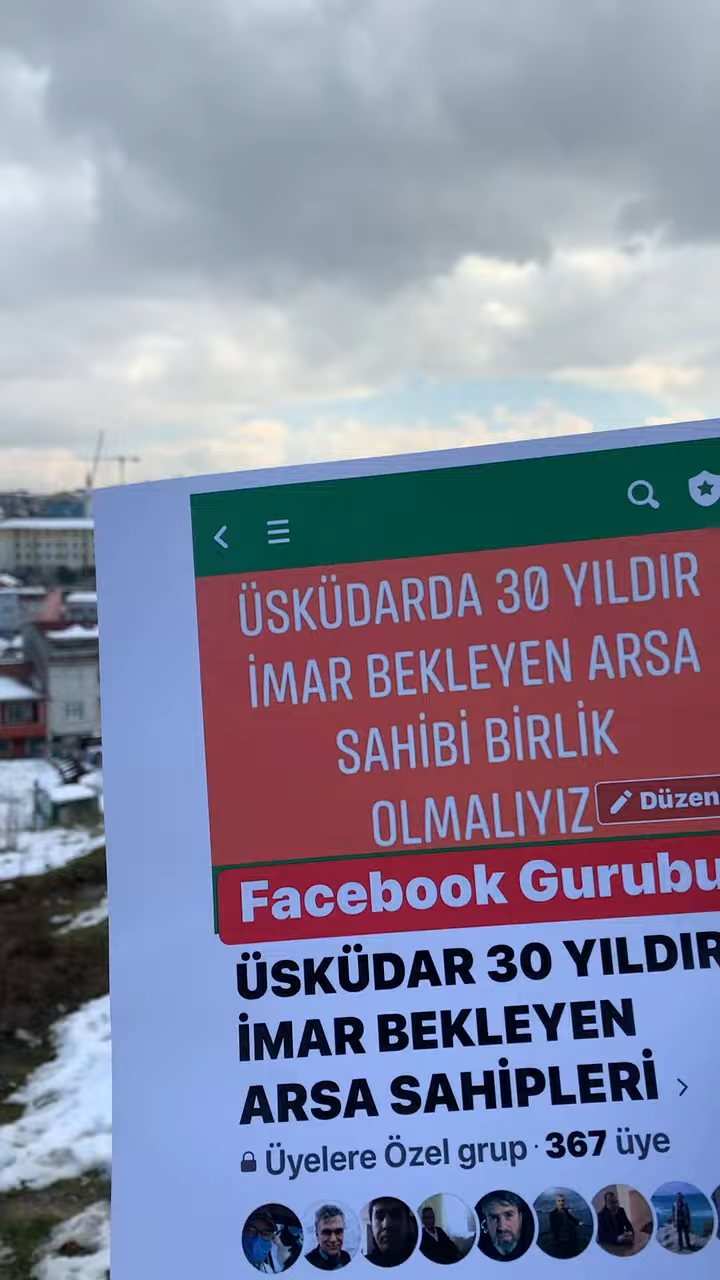 ÜSKÜDARDA 30 YILDIR
İMAR BEKLEYEN ARSA
SAHİBİ BİRLİK
OLMALIYIZ
Düzen
Facebook Gurubu
ÜSKÜDAR 30 YILDIR
İMAR BEKLEYEN
ARSA SAHİPLERİ
Üyelere Özel grup · 367 üye